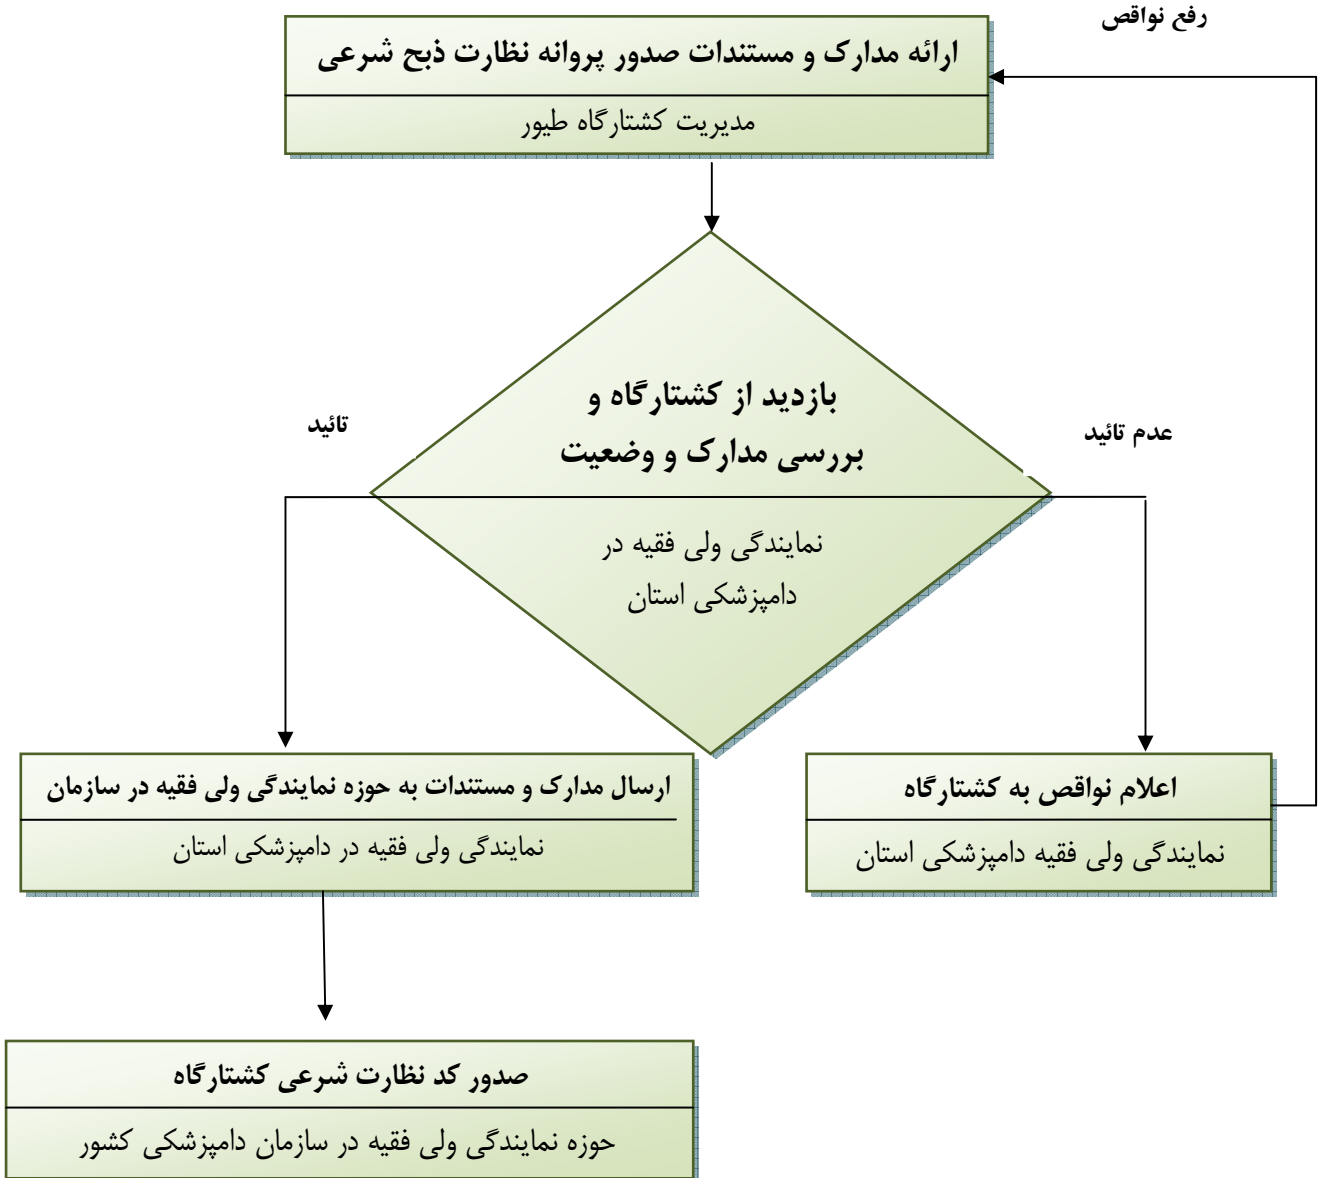 رفع نواقص
ارائه مدارک و مستندات صدور پروانه نظارت ذبح شرعی
مدیریت کشتارگاه طیور
بازدید از کشتارگاه و
بررسی مدارک و وضعیت
عدم تائید
تائید
نمایندگی ولی فقیه در
دامپزشکی استان
اعلام نواقص به کشتارگاه
نمایندگی ولی فقیه دامپزشکی استان
ارسال مدارک و مستندات به حوزه نمایندگی ولی فقیه در سازمان
نمایندگی ولی فقیه در دامپزشکی استان
صدور کد نظارت شرعی کشتارگاه
حوزه نمایندگی ولی فقیه در سازمان دامپزشکی کشور